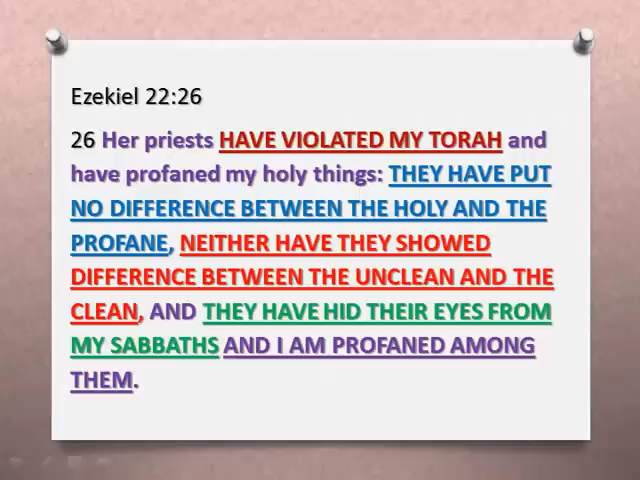 Ezekiel 22:26
26 Her priests HAVE VIOLATED MY TORAH and
have profaned my holy things: THEY HAVE PUT
NO DIFFERENCE BETWEEN THE HOLY AND THE
PROFANE, NEITHER HAVE THEY SHOWED
DIFFERENCE BETWEEN THE UNCLEAN AND THE
CLEAN, AND THEY HAVE HID THEIR EYES FROM
MY SABBATHS AND I AM PROFANED AMONG
THEM.